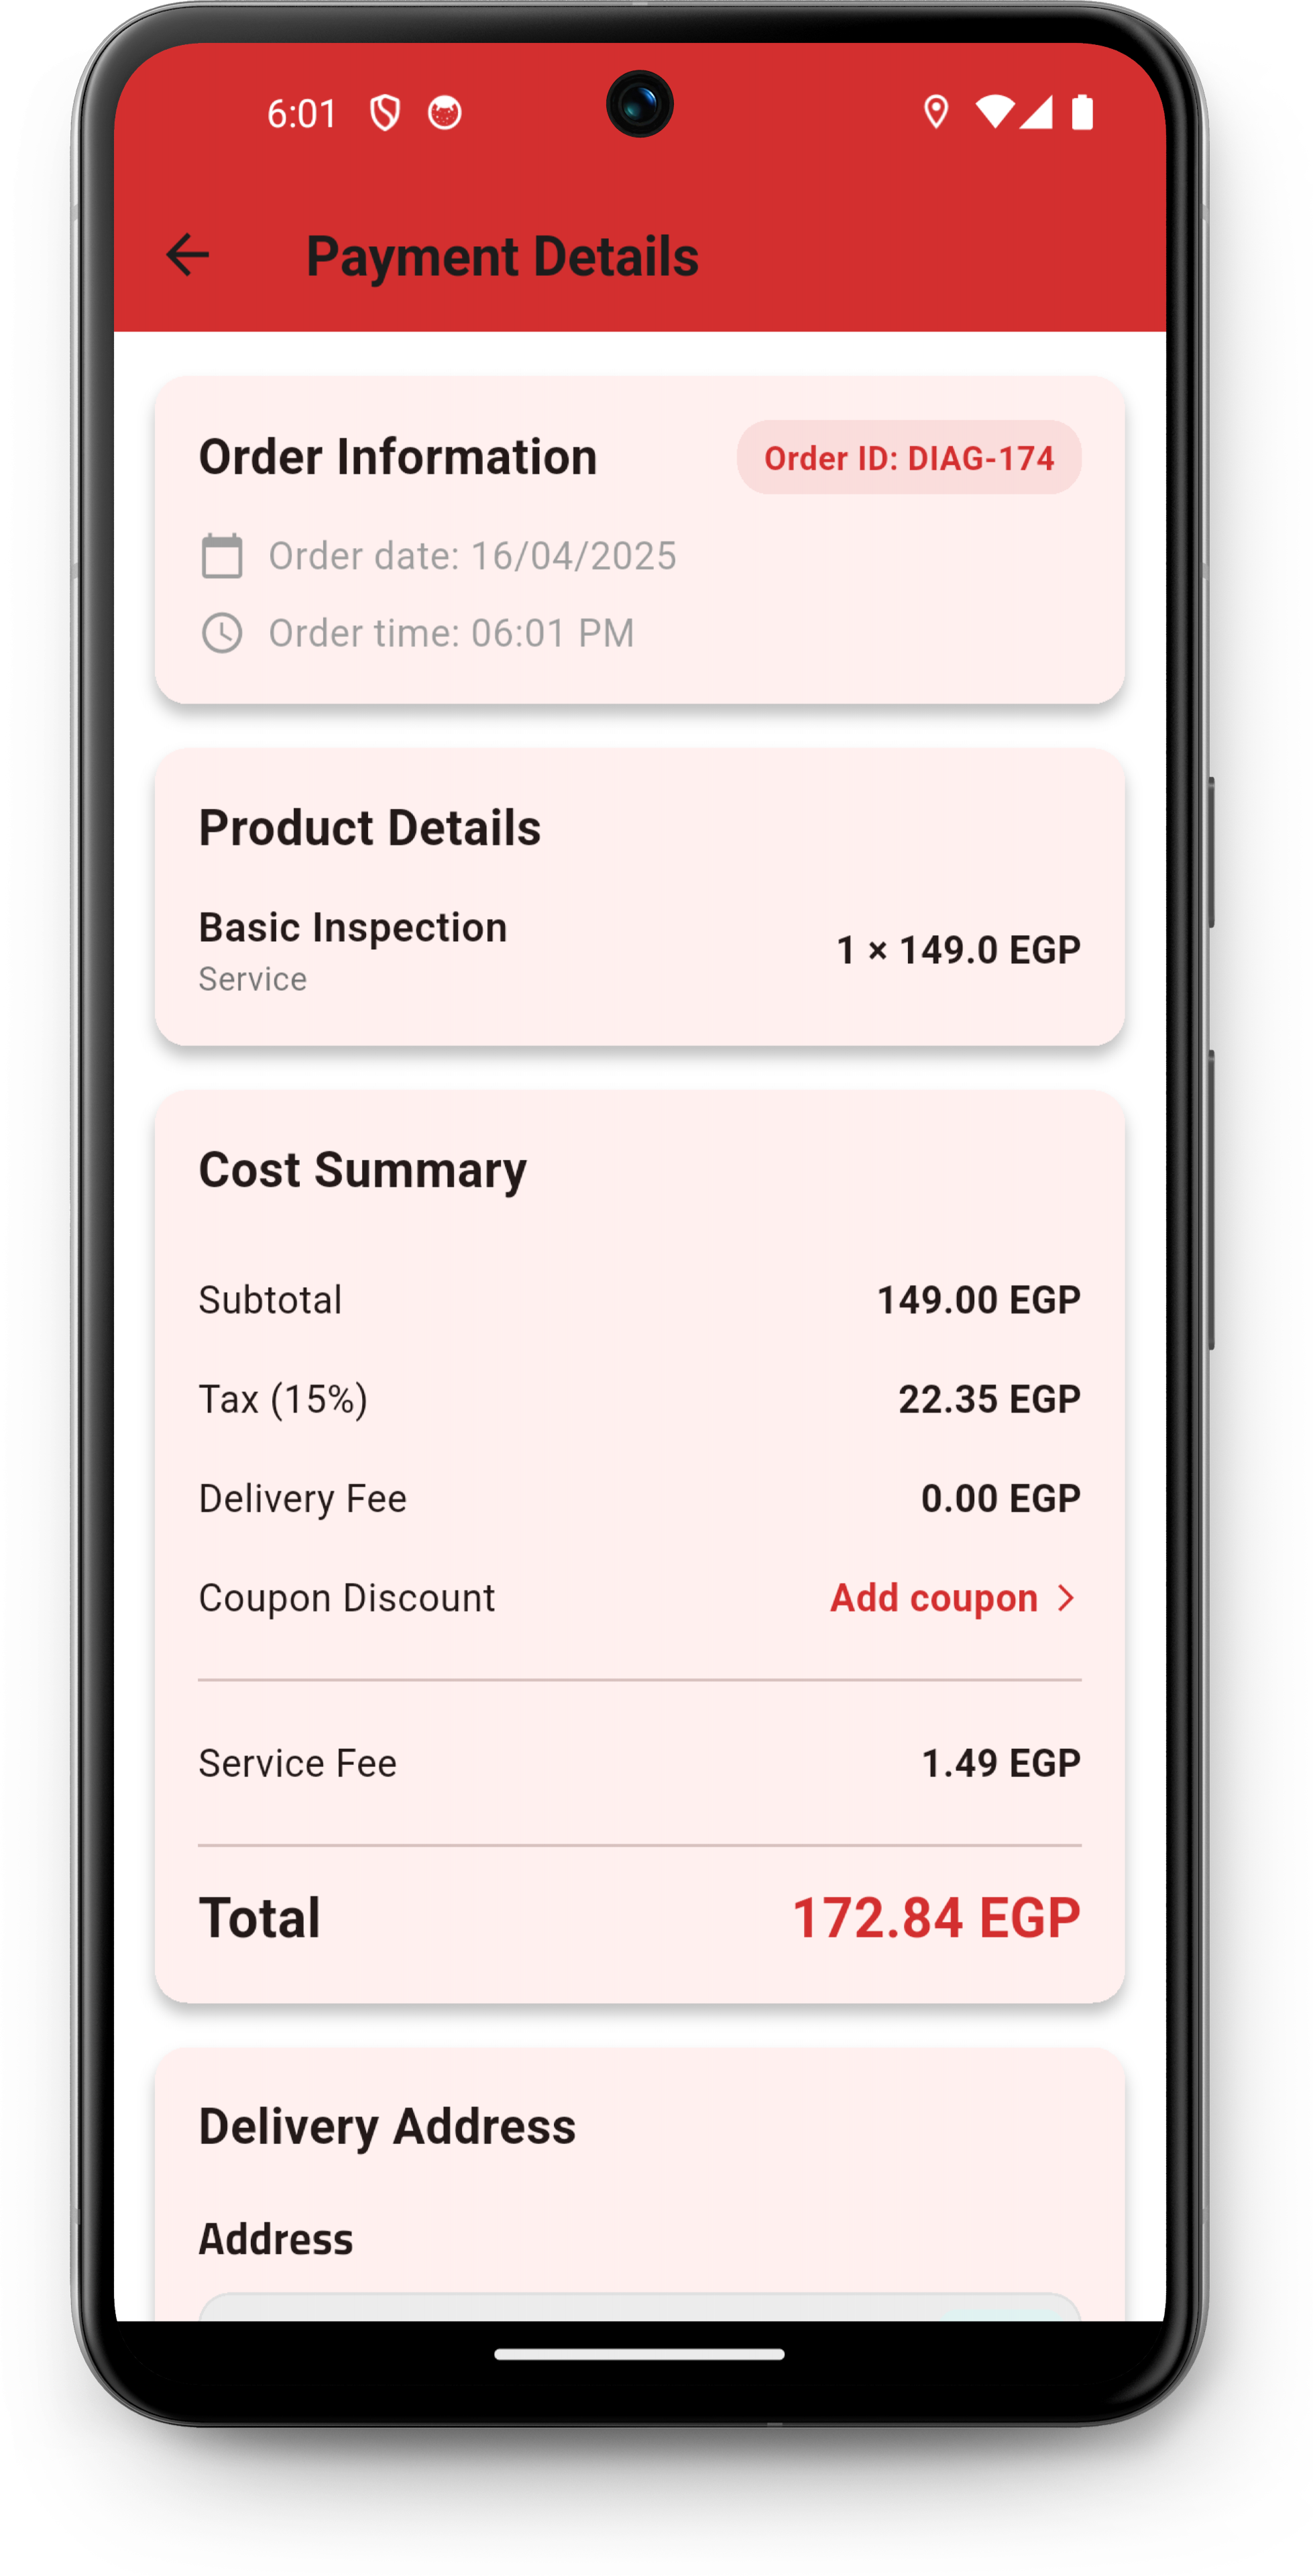 6:01
Payment Details
Order Information
Order ID: DIAG-174
Order date: 16/04/2025
Order time: 06:01 PM
Product Details
Basic Inspection
Service
1 × 149.0 EGP
Cost Summary
Subtotal 149.00 EGP
Tax (15%) 22.35 EGP
Delivery Fee 0.00 EGP
Coupon Discount Add coupon
Service Fee 1.49 EGP
Total 172.84 EGP
Delivery Address
Address